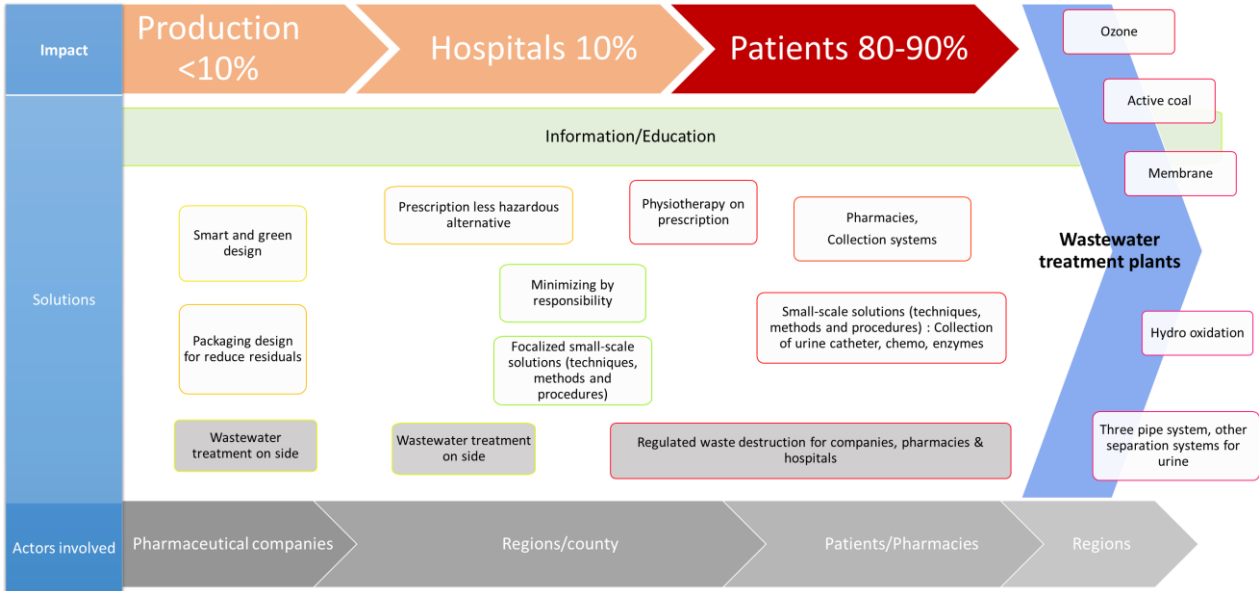 Impact
Production
<10%
Hospitals 10%
Patients 80-90%
Ozone
Active coal
Membrane
Information/Education
Solutions
Smart and green
design
Prescription less hazardous
alternative
Physiotherapy on
prescription
Pharmacies,
Collection systems
Wastewater
treatment plants
Minimizing by
responsibility
Packaging design
for reduce residuals
Focalized small-scale
solutions (techniques,
methods and
procedures)
Small-scale solutions (techniques,
methods and procedures) : Collection
of urine catheter, chemo, enzymes
Hydro oxidation
Wastewater
treatment on side
Wastewater treatment
on side
Regulated waste destruction for companies, pharmacies &
hospitals
Three pipe system, other
separation systems for
urine
Actors involved
Pharmaceutical companies
Regions/county
Patients/Pharmacies
Regions